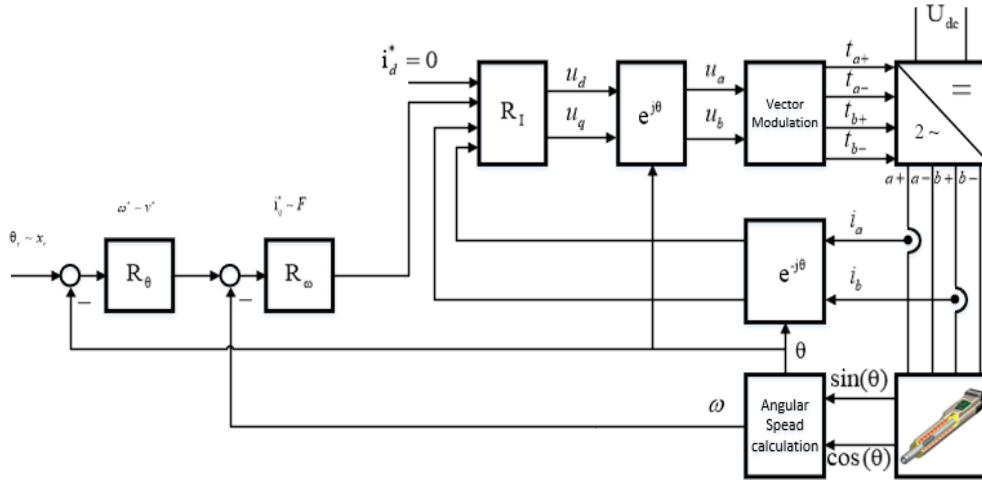 U_dc
i*_d = 0
R_I
u_d
u_q
e^jθ
u_a
u_b
Vector
Modulation
t_a+
t_a-
t_b+
t_b-
=
2 ~
a+ a- b+ b-
ω* ~ v*
i*_q ~ F
θ_r ~ x_r
R_θ
R_ω
−
−
e^-jθ
i_a
i_b
θ
ω
Angular
Spead
calculation
sin(θ)
cos(θ)